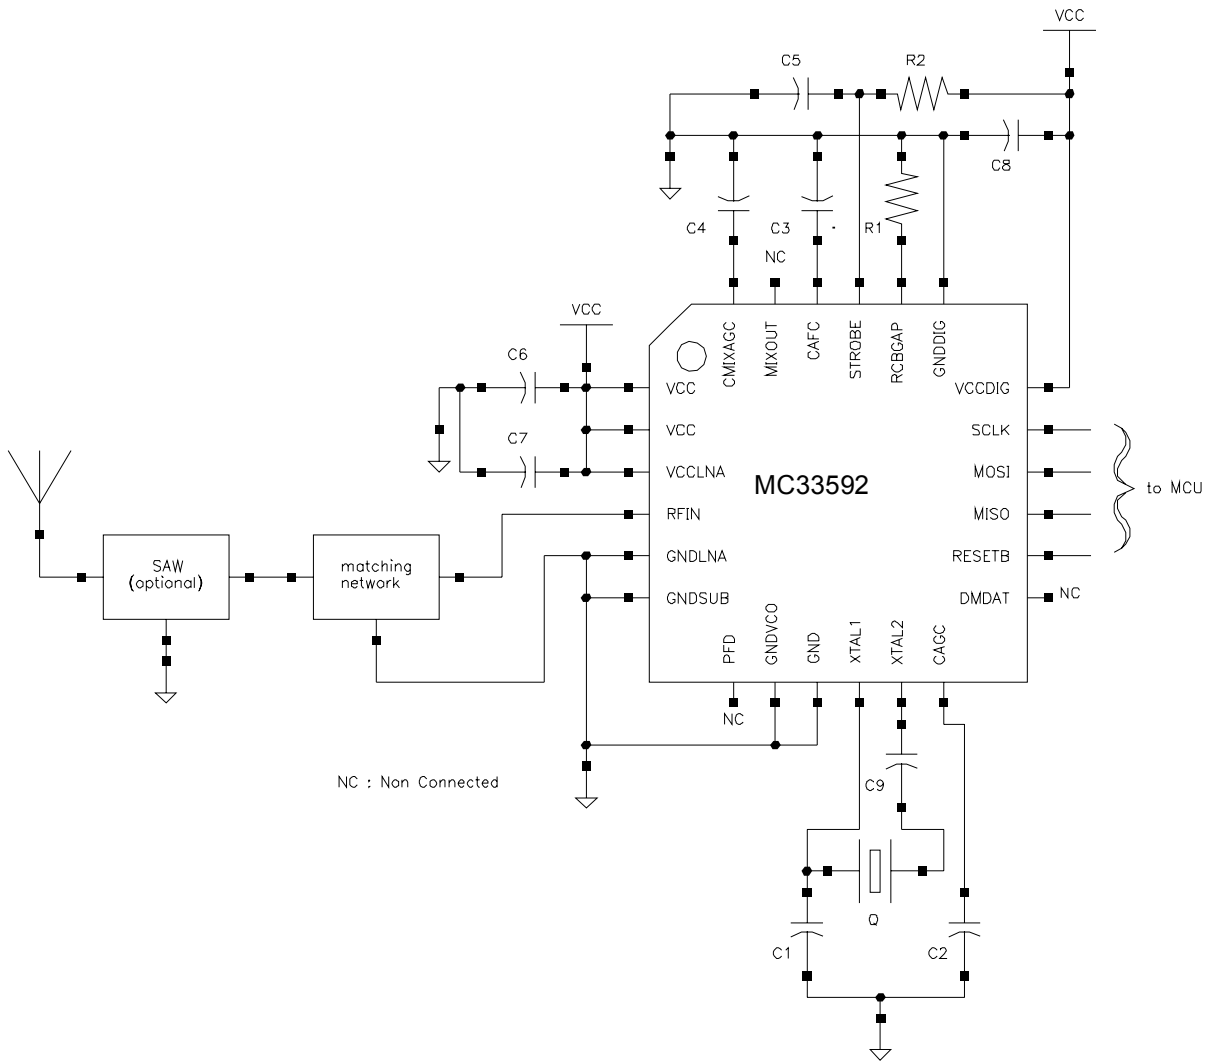 VCC
C5
R2
C8
C4
C3
R1
NC
VCC
CMIXAGC
MIXOUT
CAFC
STROBE
RCBGAP
GNDDIG
C6
VCC
VCCDIG
C7
VCC
SCLK
VCCLNA
MOSI
to MCU
MC33592
RFIN
MISO
GNDLNA
RESETB
SAW
(optional)
matching
network
GNDSUB
DMDAT
NC
PFD
GNDVCO
GND
XTAL1
XTAL2
CAGC
NC
NC : Non Connected
C9
Q
C1
C2